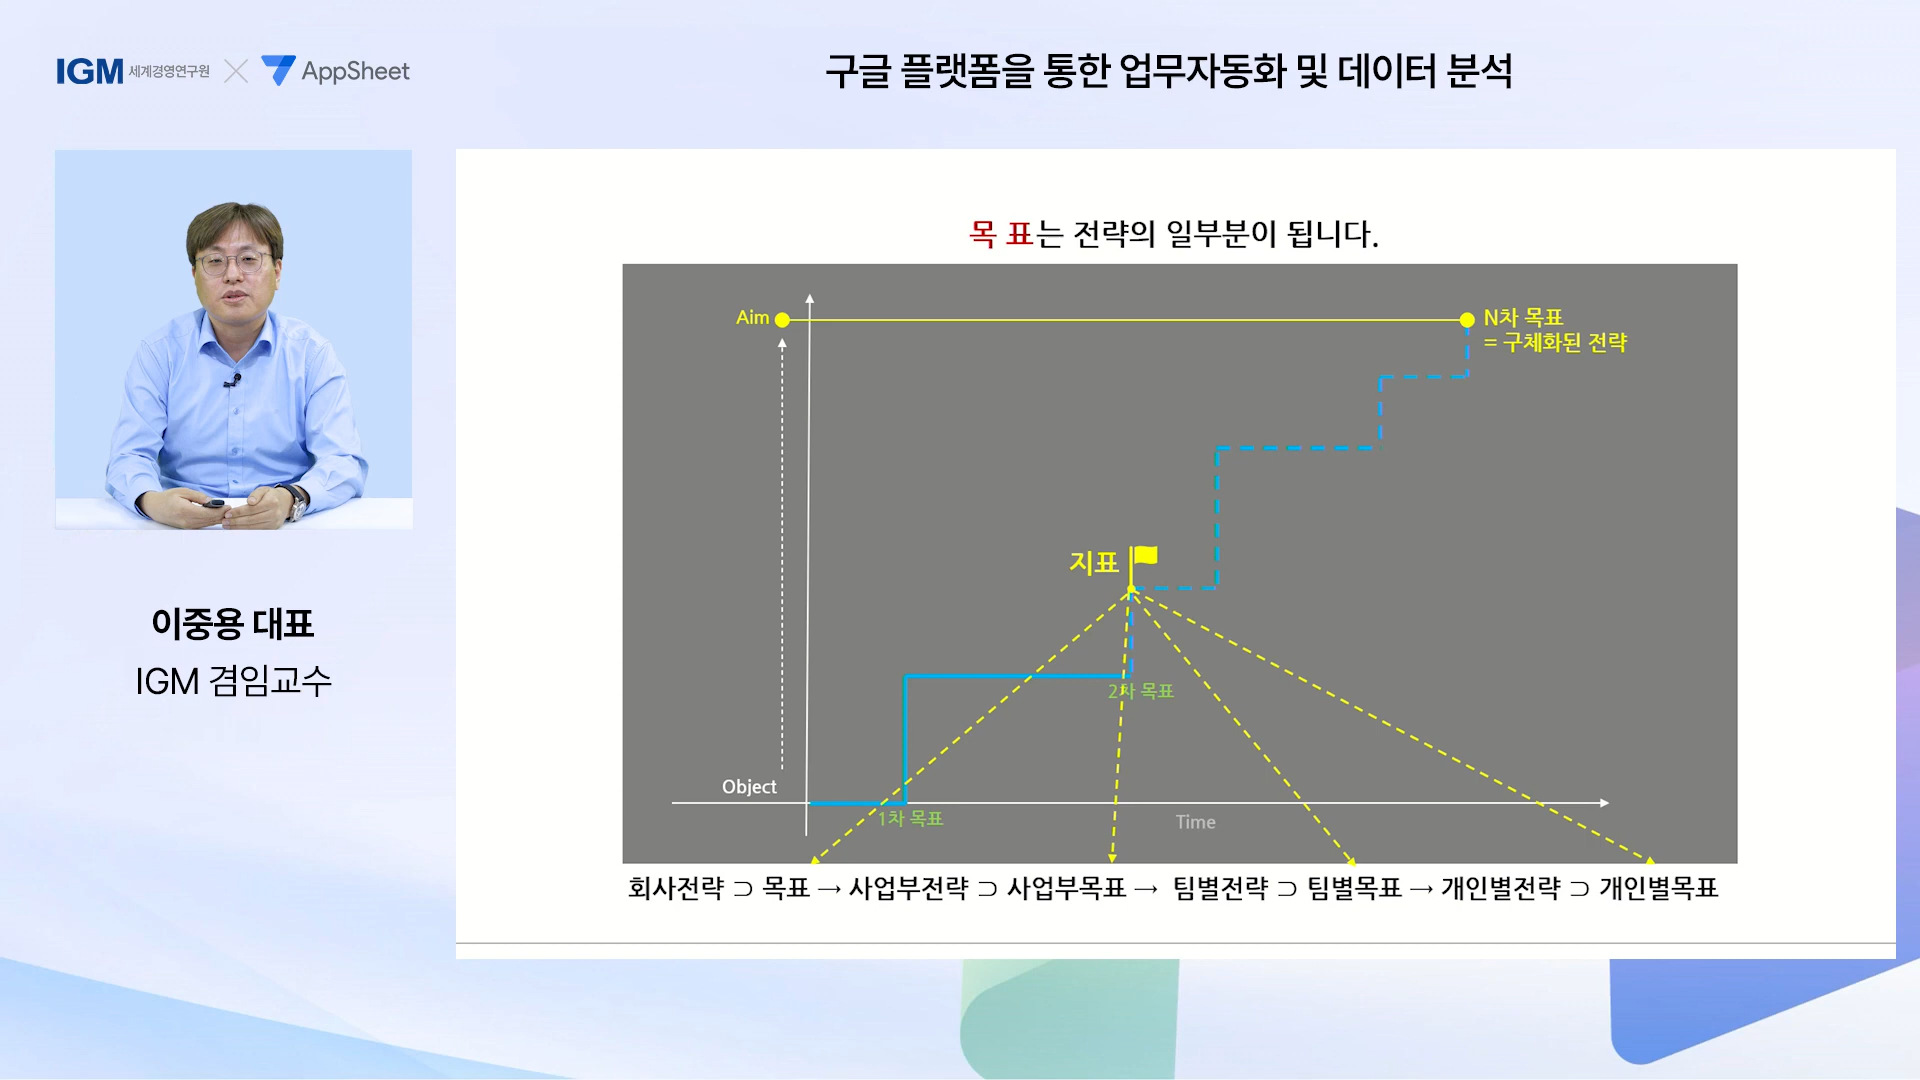 IGM 세계경영연구원 × AppSheet
구글 플랫폼을 통한 업무자동화 및 데이터 분석
이중용 대표
IGM 겸임교수
목 표는 전략의 일부분이 됩니다.
Aim
N차 목표
= 구체화된 전략
지표
2차 목표
Object
1차 목표
Time
회사전략 ⊃ 목표 → 사업부전략 ⊃ 사업부목표 → 팀별전략 ⊃ 팀별목표 → 개인별전략 ⊃ 개인별목표